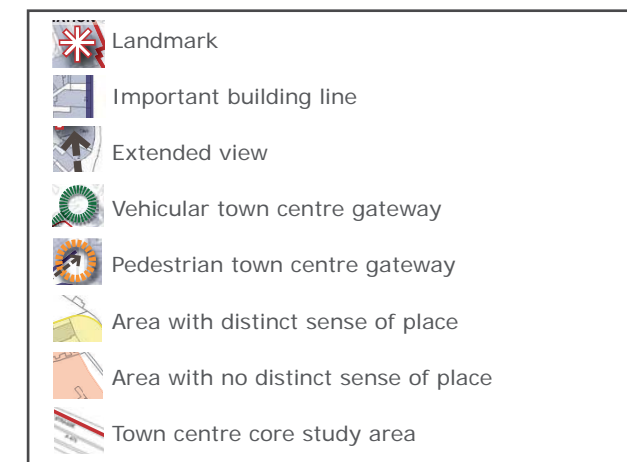 Landmark
Important building line
Extended view
Vehicular town centre gateway
Pedestrian town centre gateway
Area with distinct sense of place
Area with no distinct sense of place
Town centre core study area